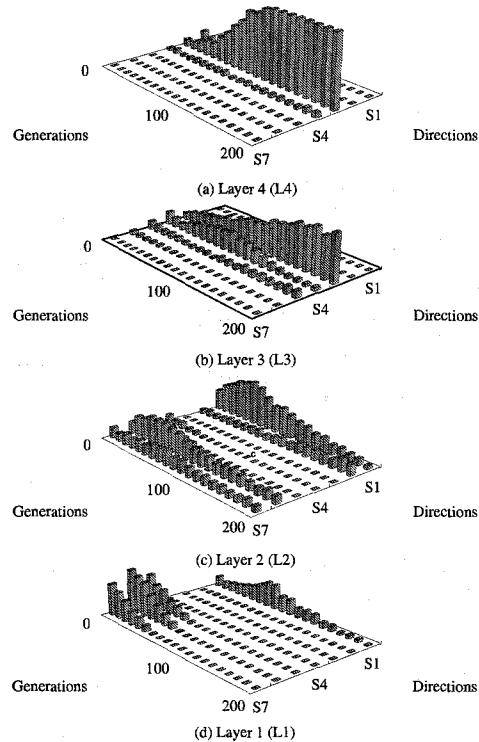 0
100
200
S7
S4
S1
Generations
Directions
(a) Layer 4 (L4)
0
100
200
S7
S4
S1
Generations
Directions
(b) Layer 3 (L3)
0
100
200
S7
S4
S1
Generations
Directions
(c) Layer 2 (L2)
0
100
200
S7
S4
S1
Generations
Directions
(d) Layer 1 (L1)